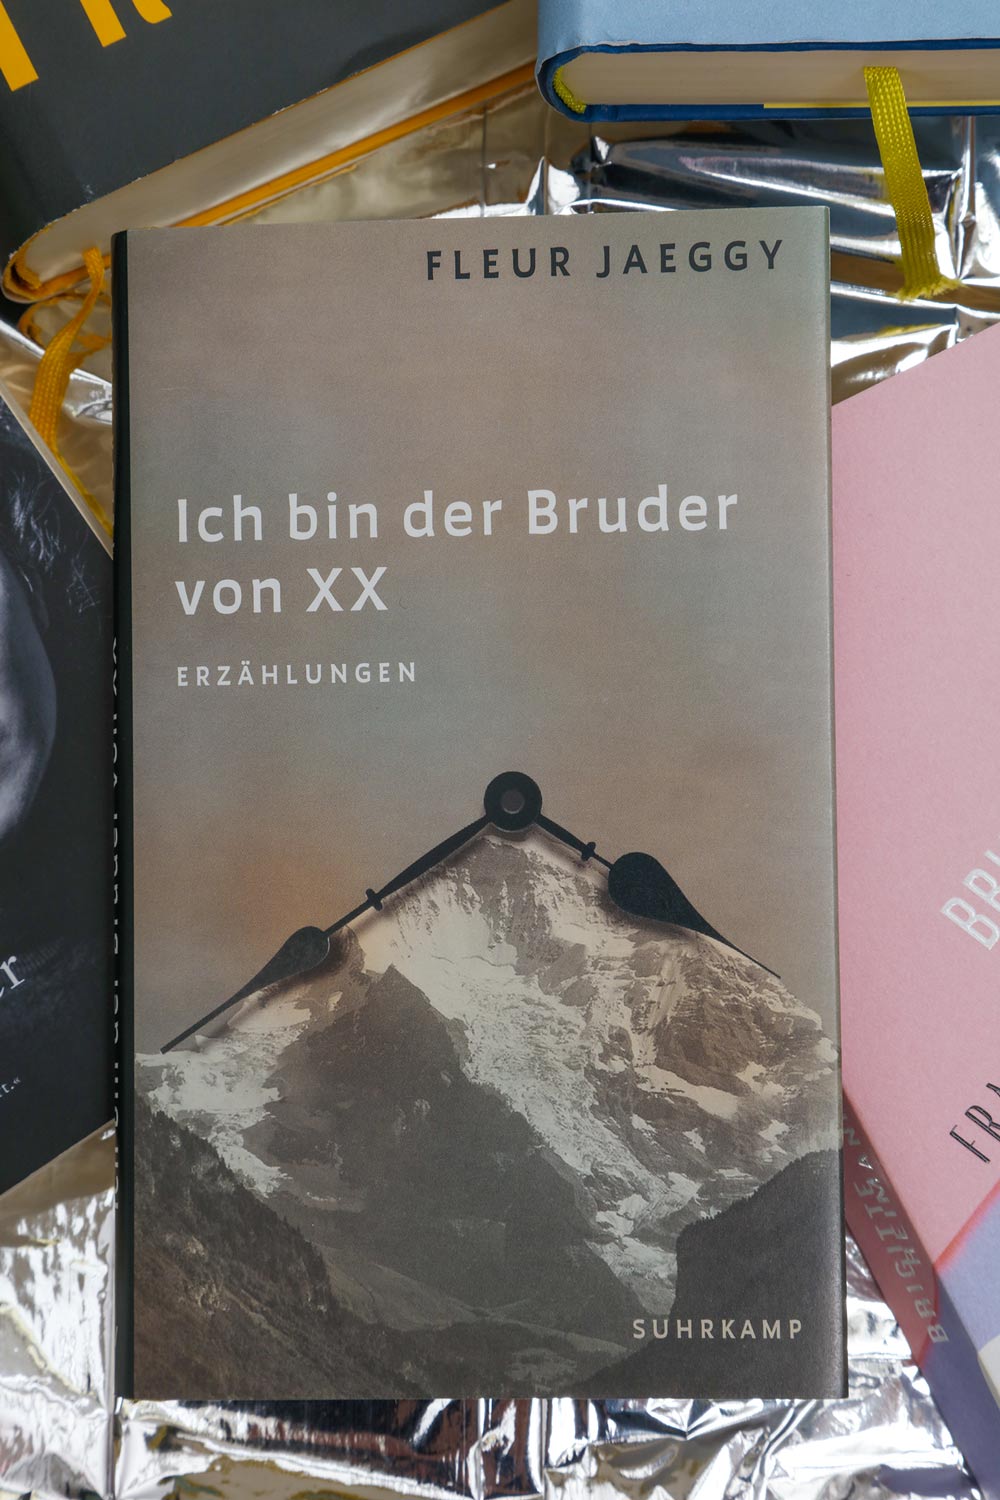 FLEUR JAEGGY
Ich bin der Bruder
von XX
ERZÄHLUNGEN
SUHRKAMP